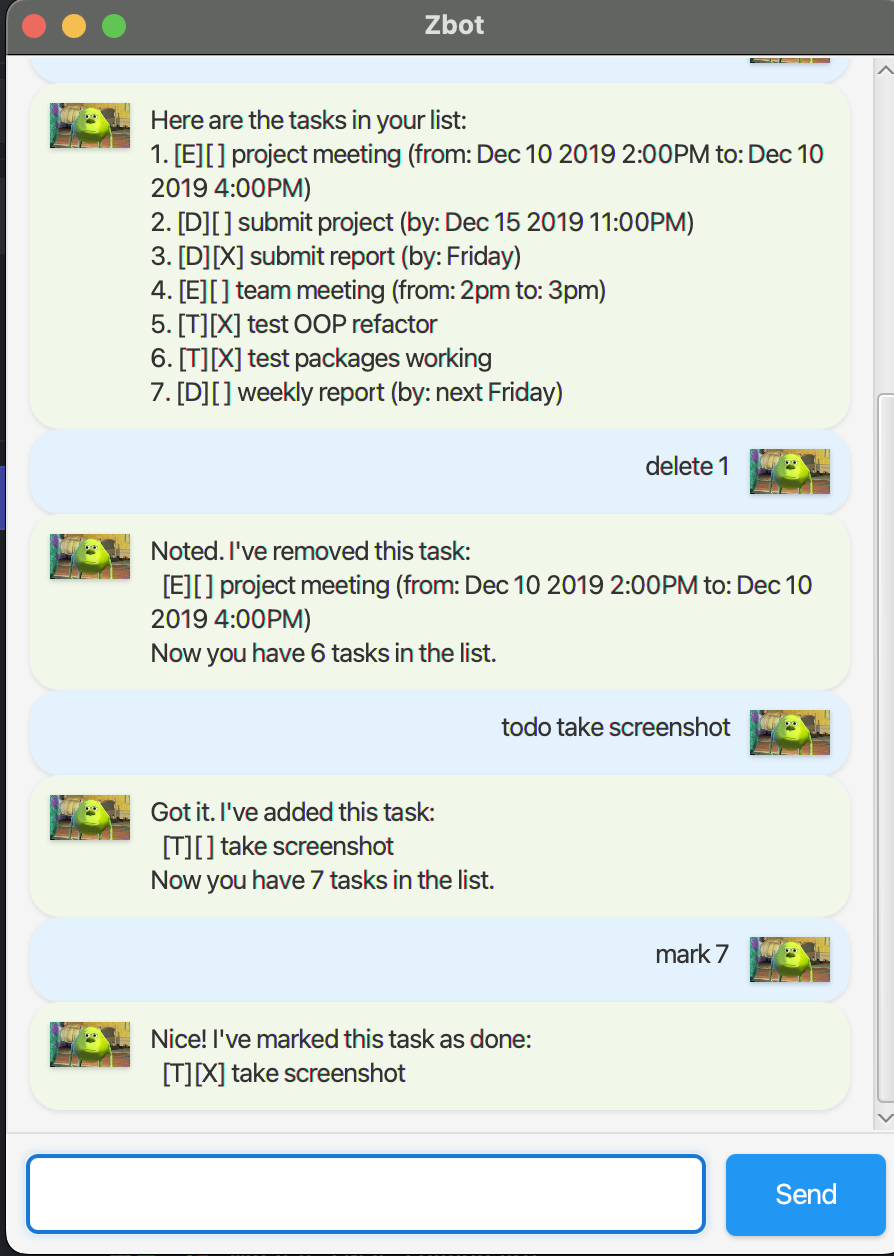 Zbot
Here are the tasks in your list:
1. [E][ ] project meeting (from: Dec 10 2019 2:00PM to: Dec 10
2019 4:00PM)
2. [D][ ] submit project (by: Dec 15 2019 11:00PM)
3. [D][X] submit report (by: Friday)
4. [E][ ] team meeting (from: 2pm to: 3pm)
5. [T][X] test OOP refactor
6. [T][X] test packages working
7. [D][ ] weekly report (by: next Friday)
delete 1
Noted. I've removed this task:
[E][ ] project meeting (from: Dec 10 2019 2:00PM to: Dec 10
2019 4:00PM)
Now you have 6 tasks in the list.
todo take screenshot
Got it. I've added this task:
[T][ ] take screenshot
Now you have 7 tasks in the list.
mark 7
Nice! I've marked this task as done:
[T][X] take screenshot
Send